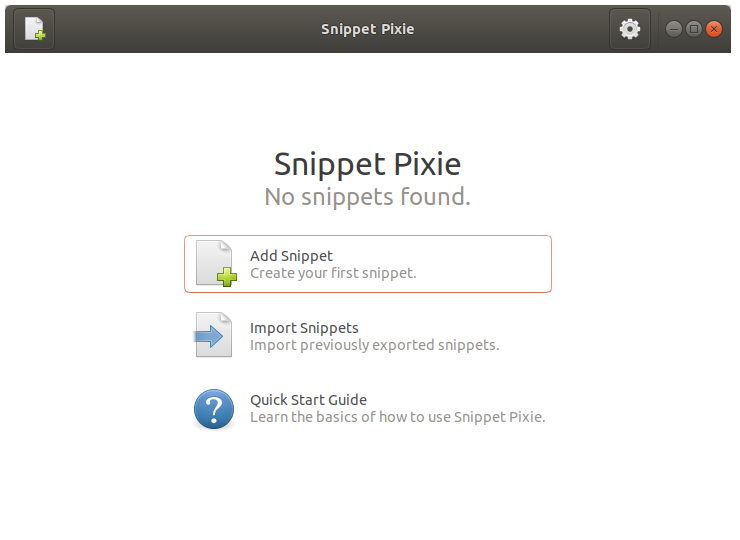 Snippet Pixie
Snippet Pixie
No snippets found.
Add Snippet
Create your first snippet.
Import Snippets
Import previously exported snippets.
Quick Start Guide
Learn the basics of how to use Snippet Pixie.